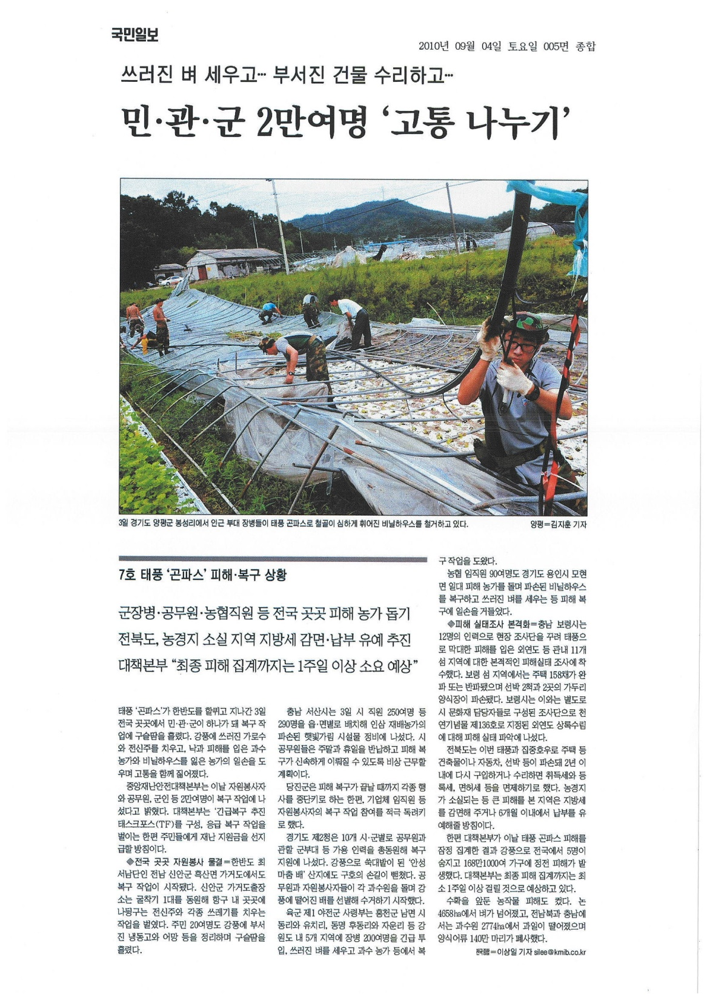 국민일보
2010년 09월 04일 토요일 005면 종합
쓰러진 벼 세우고… 부서진 건물 수리하고…
민·관·군 2만여명 ‘고통 나누기’
3일 경기도 양평군 봉성리에서 인근 부대 장병들이 태풍 곤파스로 철골이 심하게 휘어진 비닐하우스를 철거하고 있다.
양평=김지훈 기자
7호 태풍 ‘곤파스’ 피해·복구 상황
군장병·공무원·농협직원 등 전국 곳곳 피해 농가 돕기
전북도, 농경지 소실 지역 지방세 감면·납부 유예 추진
대책본부 “최종 피해 집계까지는 1주일 이상 소요 예상”
태풍 ‘곤파스’가 한반도를 할퀴고 지나간 3일
전국 곳곳에서 민·관·군이 하나가 돼 복구 작
업에 구슬땀을 흘렸다. 강풍에 쓰러진 가로수
와 전신주를 치우고, 낙과 피해를 입은 과수
농가와 비닐하우스를 잃은 농가의 일손을 도
우며 고통을 함께 짊어졌다.
중앙재난안전대책본부는 이날 자원봉사자
와 공무원, 군인 등 2만여명이 복구 작업에 나
섰다고 밝혔다. 대책본부는 ‘긴급복구 추진
태스크포스(TF)를 구성, 응급 복구 작업을
벌이는 한편 주민들에게 재난 지원금을 선지
급할 방침이다.
◆전국 곳곳 자원봉사 물결=한반도 최
서남단인 전남 신안군 흑산면 가거도에서도
복구 작업이 시작됐다. 신안군 가거도출장
소는 굴착기 1대를 동원해 항구 내 곳곳에
나뒹구는 전신주와 각종 쓰레기를 치우는
작업을 벌였다. 주민 20여명도 강풍에 부서
진 냉동고와 어망 등을 정리하며 구슬땀을
흘렸다.
충남 서산시는 3일 시 직원 250여명 등
290명을 읍·면별로 배치해 인삼 재배농가의
파손된 햇빛가림 시설물 정비에 나섰다. 시
공무원들은 주말과 휴일을 반납하고 피해 복
구가 신속하게 이뤄질 수 있도록 비상 근무할
계획이다.
당진군은 피해 복구가 끝날 때까지 각종 행
사를 중단키로 하는 한편, 기업체 임직원 등
자원봉사자의 복구 작업 참여를 적극 독려키
로 했다.
경기도 제2청은 10개 시·군별로 공무원과
관할 군부대 등 가용 인력을 총동원해 복구
지원에 나섰다. 강풍으로 쑥대밭이 된 ‘안성
마춤 배’ 산지에도 구호의 손길이 뻗쳤다. 공
무원과 자원봉사자들이 각 과수원을 돌며 강
풍에 떨어진 배를 선별해 수거하기 시작했다.
육군 제1 야전군 사령부는 홍천군 남면 시
동리와 유치리, 동명 후동리와 자운리 등 강
원도 내 5개 지역에 장병 200여명을 긴급 투
입, 쓰러진 벼를 세우고 과수 농가 등에서 복
구 작업을 도왔다.
농협 임직원 90여명도 경기도 용인시 모현
면 일대 피해 농가를 돌며 파손된 비닐하우스
를 복구하고 쓰러진 벼를 세우는 등 피해 복
구에 일손을 거들었다.
◆피해 실태조사 본격화=충남 보령시는
12명의 인력으로 현장 조사단을 꾸려 태풍으
로 막대한 피해를 입은 외연도 등 관내 11개
섬 지역에 대한 본격적인 피해실태 조사에 착
수했다. 보령 섬 지역에서는 주택 158채가 완
파 또는 반파됐으며 선박 2척과 2곳의 가두리
양식장이 파손됐다. 보령시는 이와는 별도로
시 문화재 담당자들로 구성된 조사단으로 천
연기념물 제136호로 지정된 외연도 상록수림
에 대해 피해 실태 파악에 나섰다.
전북도는 이번 태풍과 집중호우로 주택 등
건축물이나 자동차, 선박 등이 파손돼 2년 이
내에 다시 구입하거나 수리하면 취득세와 등
록세, 면허세 등을 면제하기로 했다. 농경지
가 소실되는 등 큰 피해를 본 지역은 지방세
를 감면해 주거나 6개월 이내에서 납부를 유
예해줄 방침이다.
한편 대책본부가 이날 태풍 곤파스 피해를
잠정 집계한 결과 강풍으로 전국에서 5명이
숨지고 168만1000여 가구에 정전 피해가 발
생했다. 대책본부는 최종 피해 집계까지는 최
소 1주일 이상 걸릴 것으로 예상하고 있다.
수확을 앞둔 농작물 피해도 컸다. 논
4658㏊에서 벼가 넘어졌고, 전남북과 충남에
서는 과수원 2774㏊에서 과일이 떨어졌으며
양식어류 140만 마리가 폐사했다.
=이상일 기자 silee@kmib.co.kr